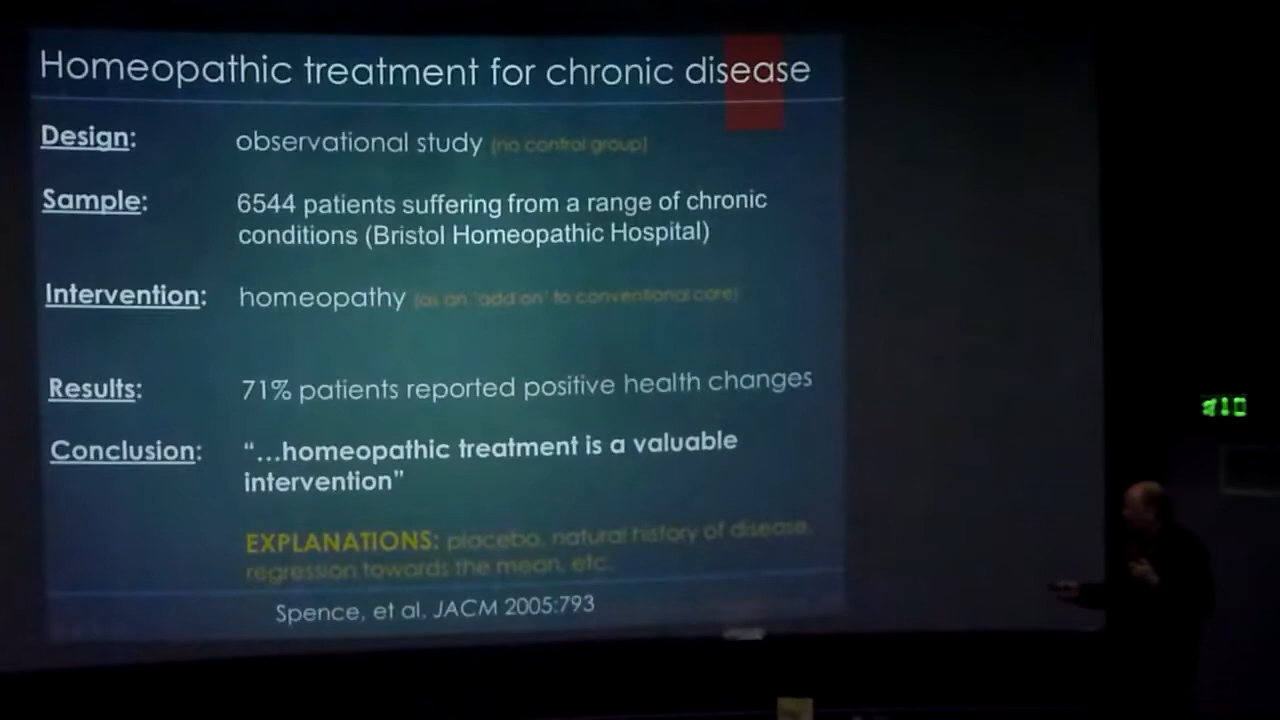 Homeopathic treatment for chronic disease
Design: observational study (no control group)
Sample: 6544 patients suffering from a range of chronic
conditions (Bristol Homeopathic Hospital)
Intervention: homeopathy (as an 'add on' to conventional care)
Results: 71% patients reported positive health changes
Conclusion: “...homeopathic treatment is a valuable
intervention”
EXPLANATIONS: placebo, natural history of disease,
regression towards the mean, etc.
Spence, et al. JACM 2005:793